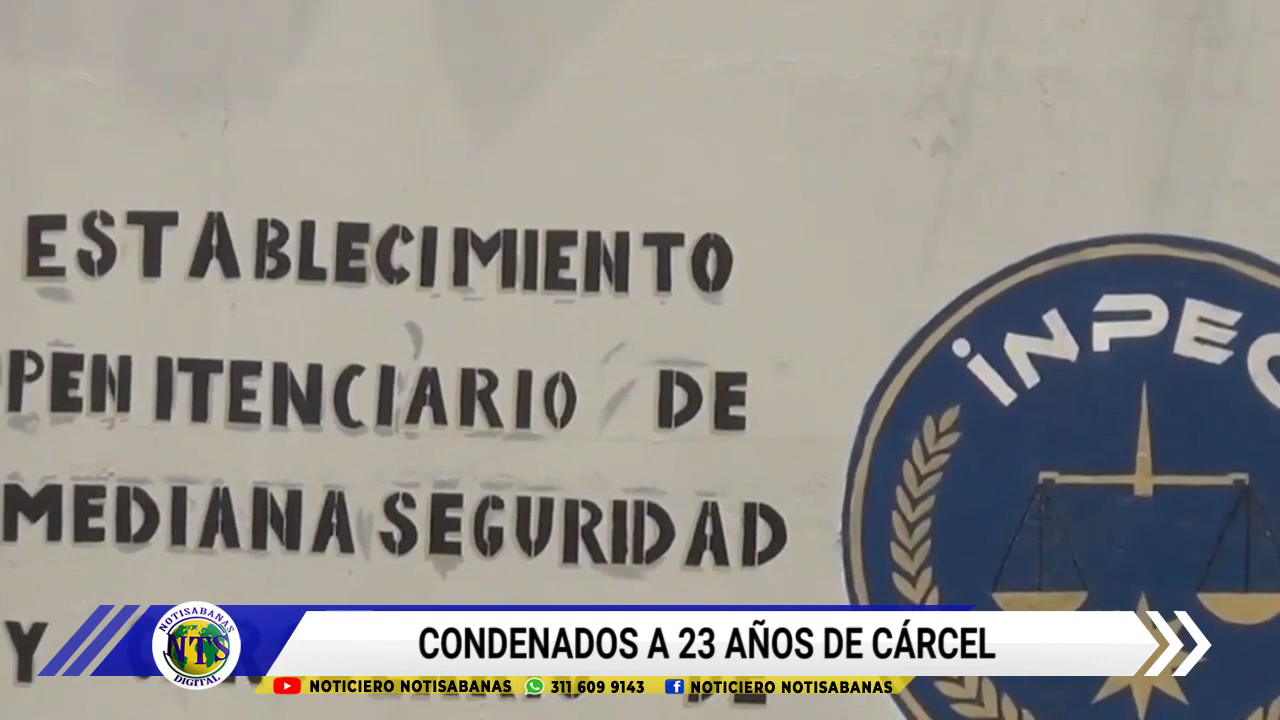 ESTABLECIMIENTO
PENITENCIARIO DE
MEDIANA SEGURIDAD
Y
DE
INPEC
NOTISABANAS
NTS
DIGITAL
CONDENADOS A 23 AÑOS DE CÁRCEL
NOTICIERO NOTISABANAS 311 609 9143 NOTICIERO NOTISABANAS